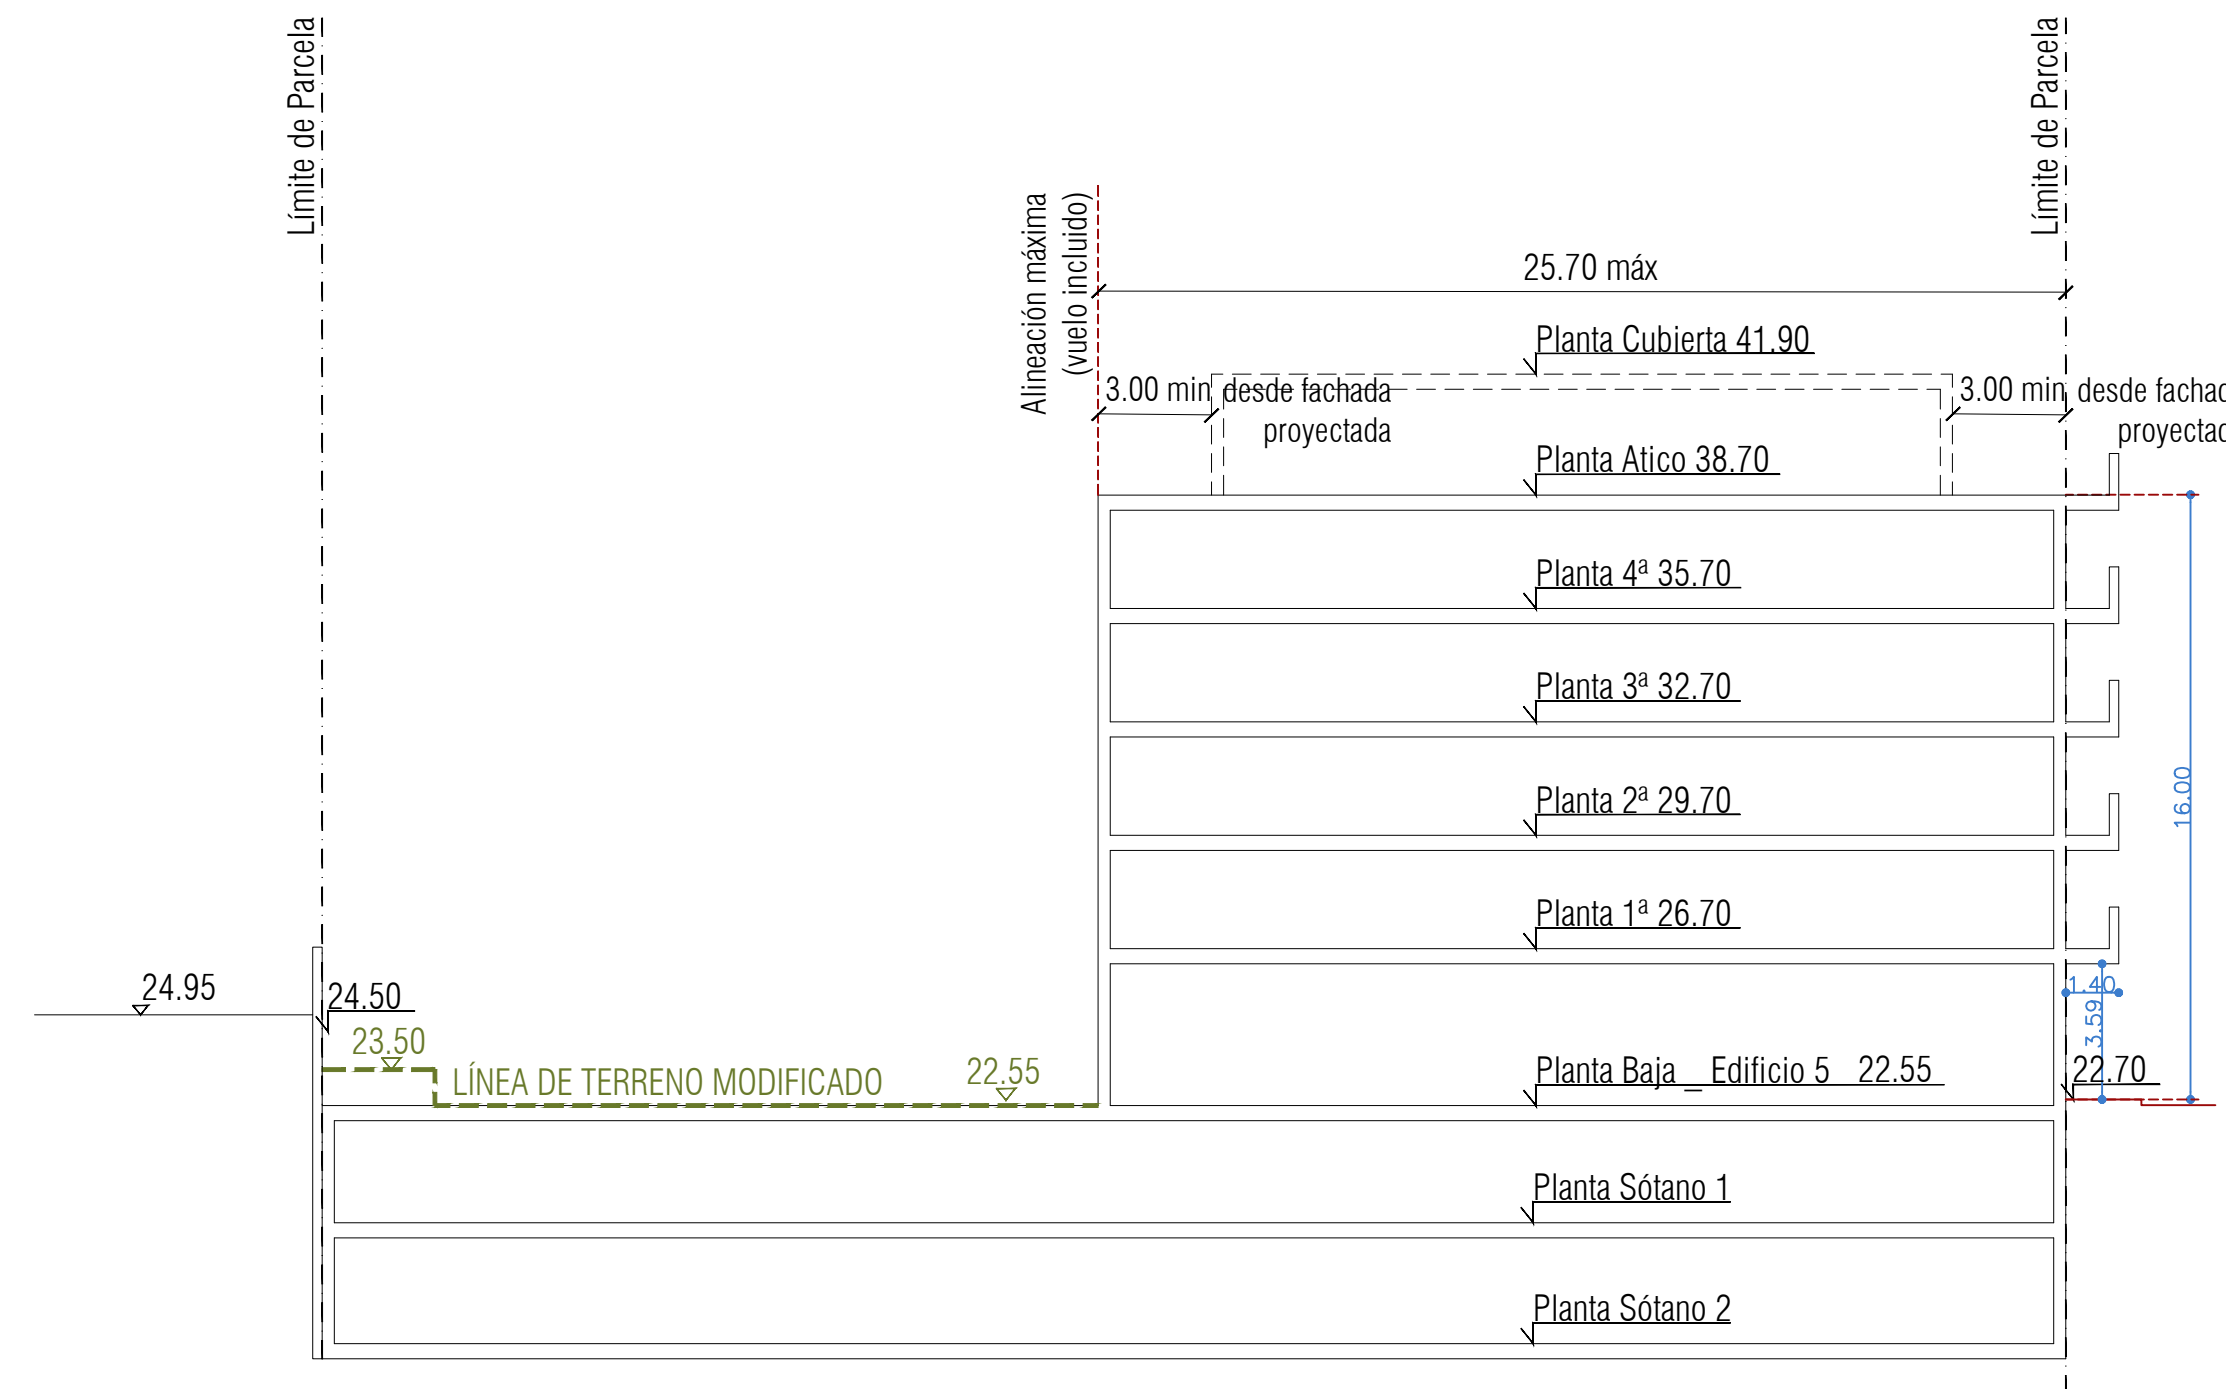 Límite de Parcela
Límite de Parcela
Alineación máxima
(vuelo incluido)
25.70 máx
Planta Cubierta 41.90
3.00 min desde fachada
proyectada
3.00 min desde fachad
proyectad
Planta Atico 38.70
Planta 4ª 35.70
Planta 3ª 32.70
Planta 2ª 29.70
16.00
Planta 1ª 26.70
24.95
24.50
1.40
3.59
23.50
LÍNEA DE TERRENO MODIFICADO
22.55
Planta Baja _ Edificio 5 22.55
22.70
Planta Sótano 1
Planta Sótano 2